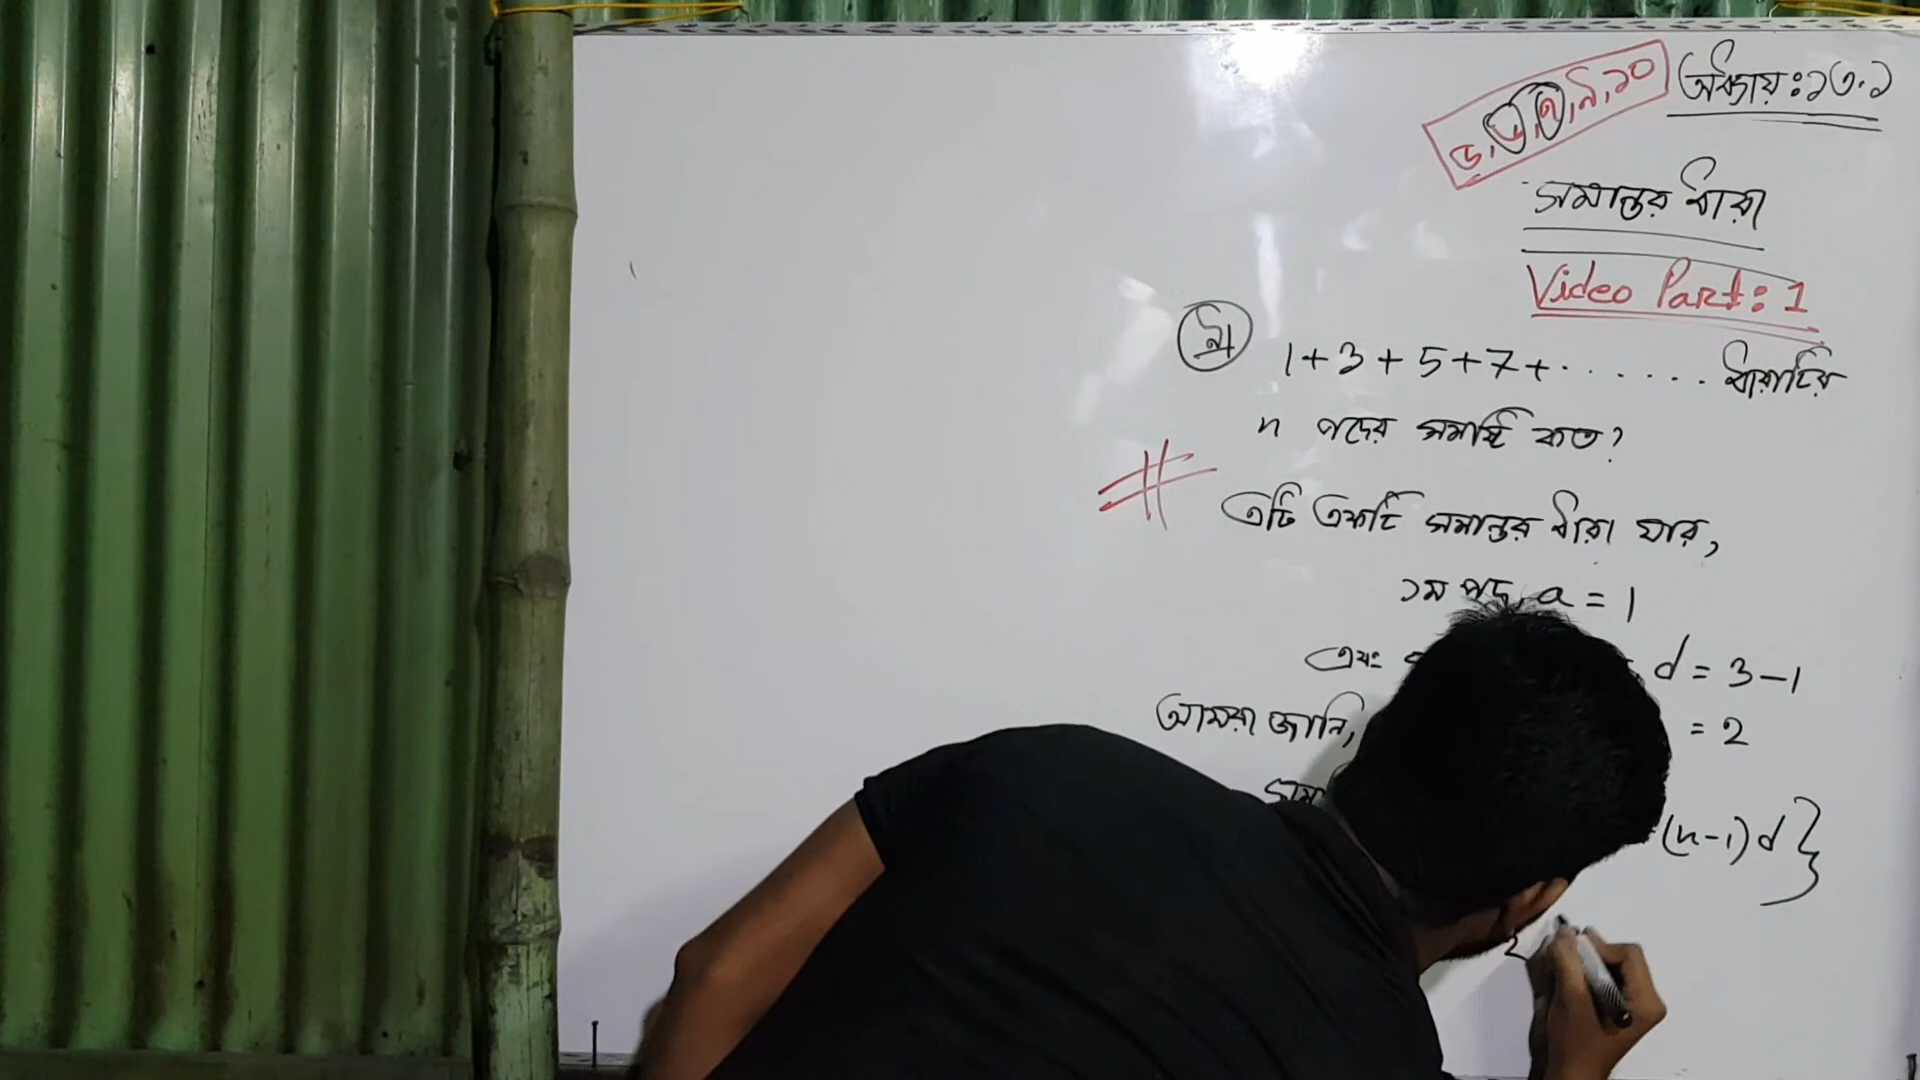 অধ্যায় : ১৩.১
সমান্তর ধারা
Video Part : 1
1 + 3 + 5 + 7 + ....... ধারাটির
n পদের সমষ্টি কত?
এটি একটি সমান্তর ধারা যার,
১ম পদ, a = 1
এবং d = 3 - 1
আমরা জানি, = 2
(n-1) d }